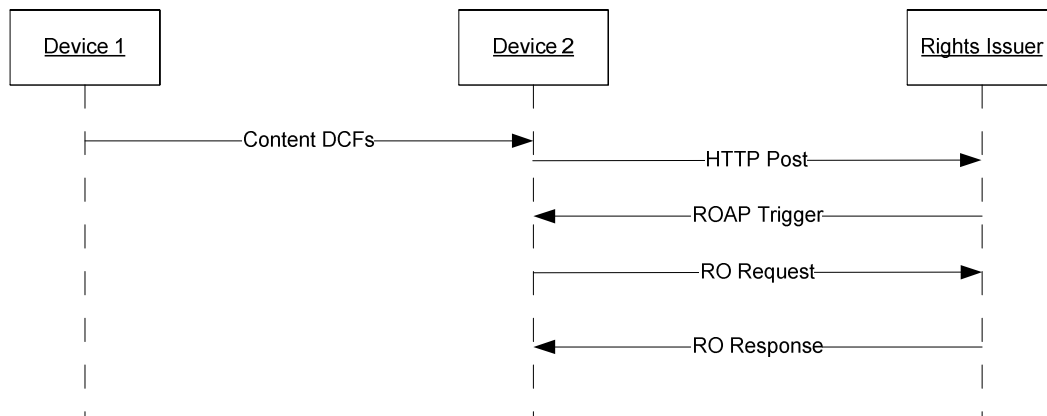 Device 1
Device 2
Rights Issuer
Content DCFs
HTTP Post
ROAP Trigger
RO Request
RO Response